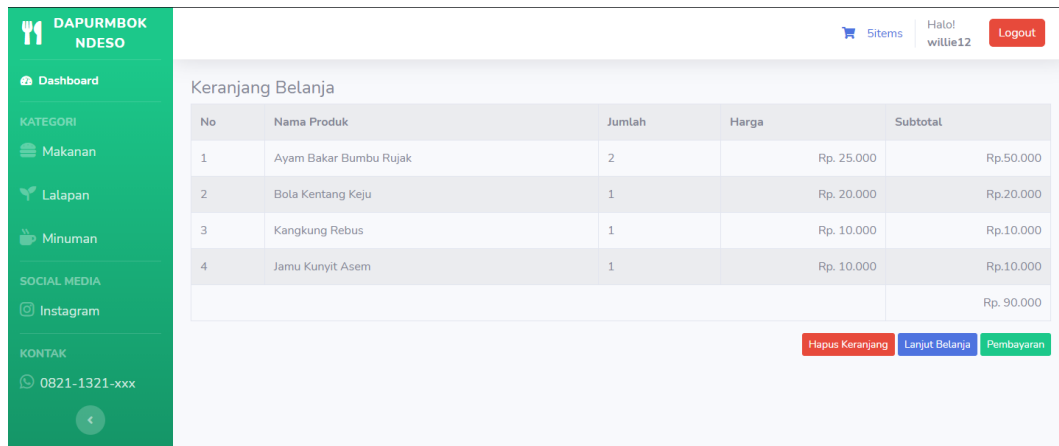 DAPURMBOK
NDESO
Dashboard
KATEGORI
Makanan
Lalapan
Minuman
SOCIAL MEDIA
Instagram
KONTAK
0821-1321-xxx
5items
Halo!
willie12
Logout
Keranjang Belanja
No Nama Produk Jumlah Harga Subtotal
1 Ayam Bakar Bumbu Rujak 2 Rp. 25.000 Rp.50.000
2 Bola Kentang Keju 1 Rp. 20.000 Rp.20.000
3 Kangkung Rebus 1 Rp. 10.000 Rp.10.000
4 Jamu Kunyit Asem 1 Rp. 10.000 Rp.10.000
Rp. 90.000
Hapus Keranjang Lanjut Belanja Pembayaran